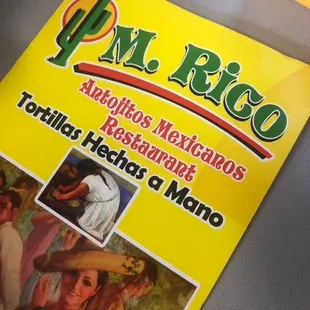 M. Rico
Antojitos Mexicanos
Restaurant
Tortillas Hechas a Mano